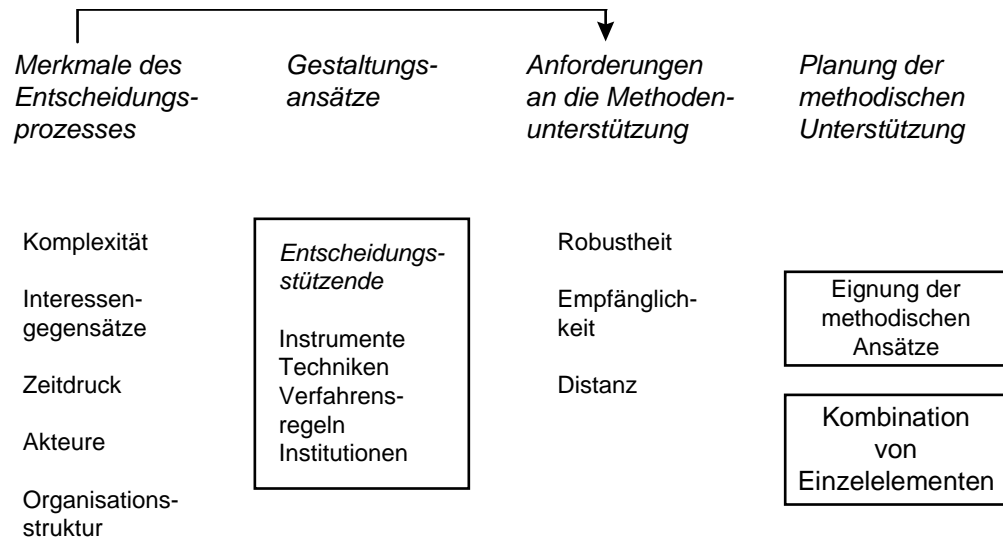 Merkmale des
Entscheidungs-
prozesses
Gestaltungs-
ansätze
Anforderungen
an die Methoden-
unterstützung
Planung der
methodischen
Unterstützung
Komplexität
Interessen-
gegensätze
Zeitdruck
Akteure
Organisations-
struktur
Entscheidungs-
stützende
Instrumente
Techniken
Verfahrens-
regeln
Institutionen
Robustheit
Empfänglich-
keit
Distanz
Eignung der
methodischen
Ansätze
Kombination
von
Einzelelementen